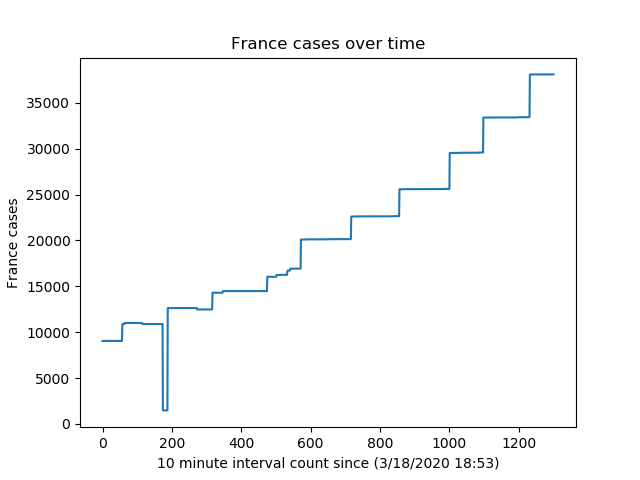 France cases over time
France cases
35000
30000
25000
20000
15000
10000
5000
0
0 200 400 600 800 1000 1200
10 minute interval count since (3/18/2020 18:53)